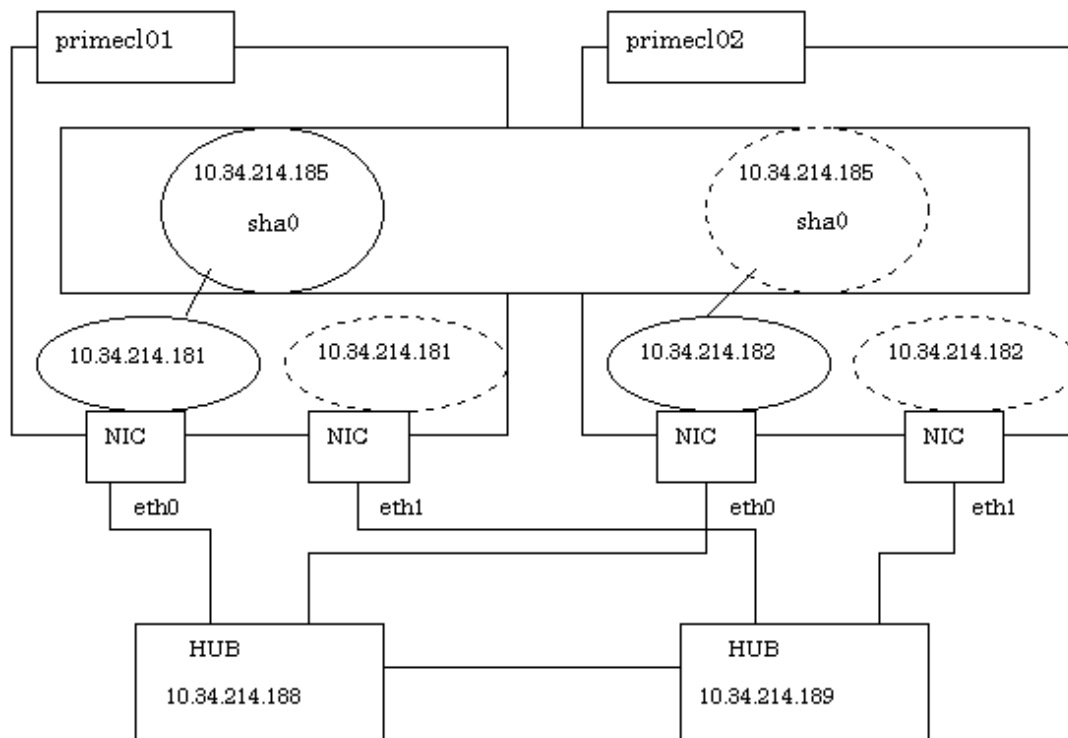 primecl01
primecl02
10.34.214.185
sha0
10.34.214.185
sha0
10.34.214.181
10.34.214.181
10.34.214.182
10.34.214.182
NIC
NIC
NIC
NIC
eth0
eth1
eth0
eth1
HUB
10.34.214.188
HUB
10.34.214.189